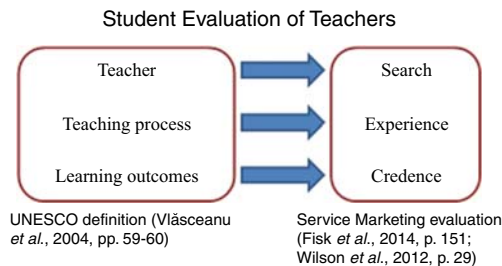 Student Evaluation of Teachers
Teacher
Search
Teaching process
Experience
Learning outcomes
Credence
UNESCO definition (Vlăsceanu
et al., 2004, pp. 59-60)
Service Marketing evaluation
(Fisk et al., 2014, p. 151;
Wilson et al., 2012, p. 29)